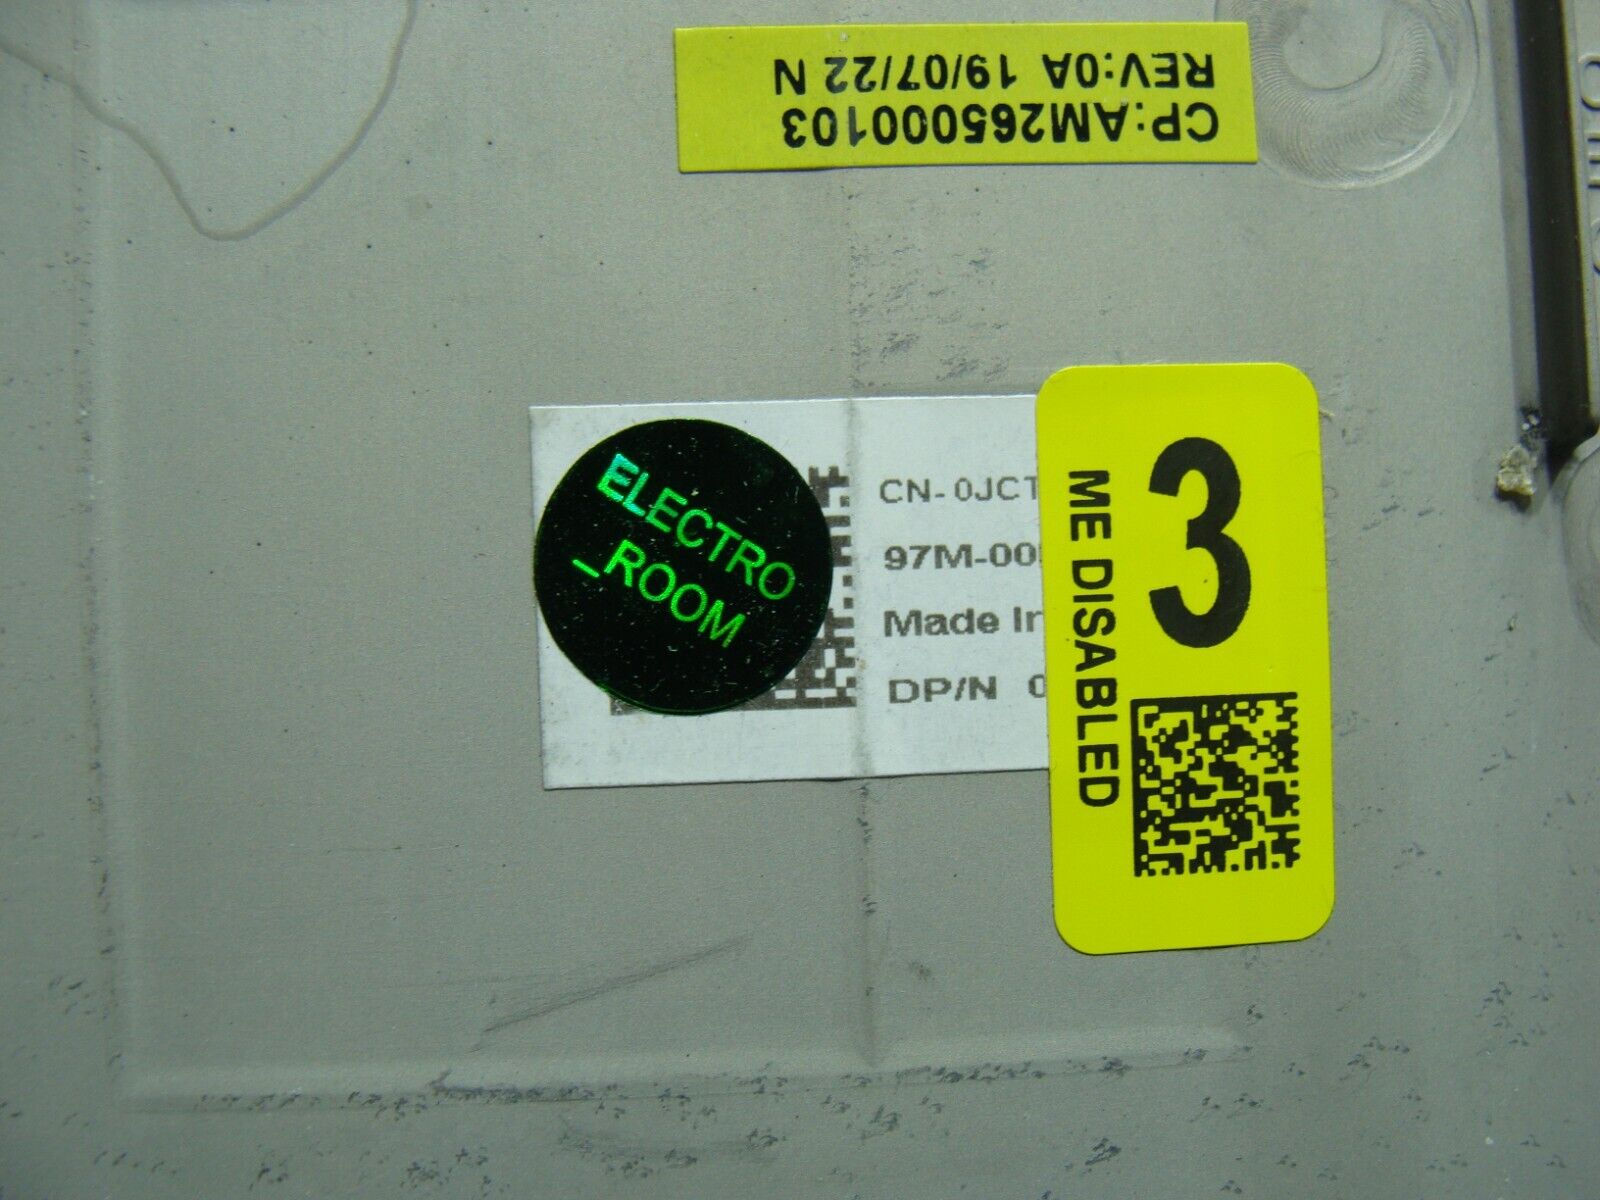 CP:AM265000103
REV:0A 19/07/22 N
ELECTRO
_ROOM
CN-0JCT
97M-00
Made In
DP/N 0
3
ME DISABLED